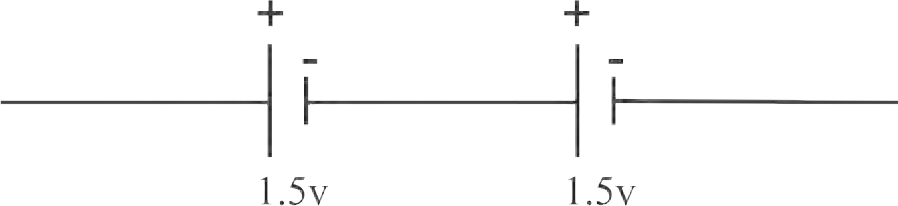 + +
- -
1.5v 1.5v